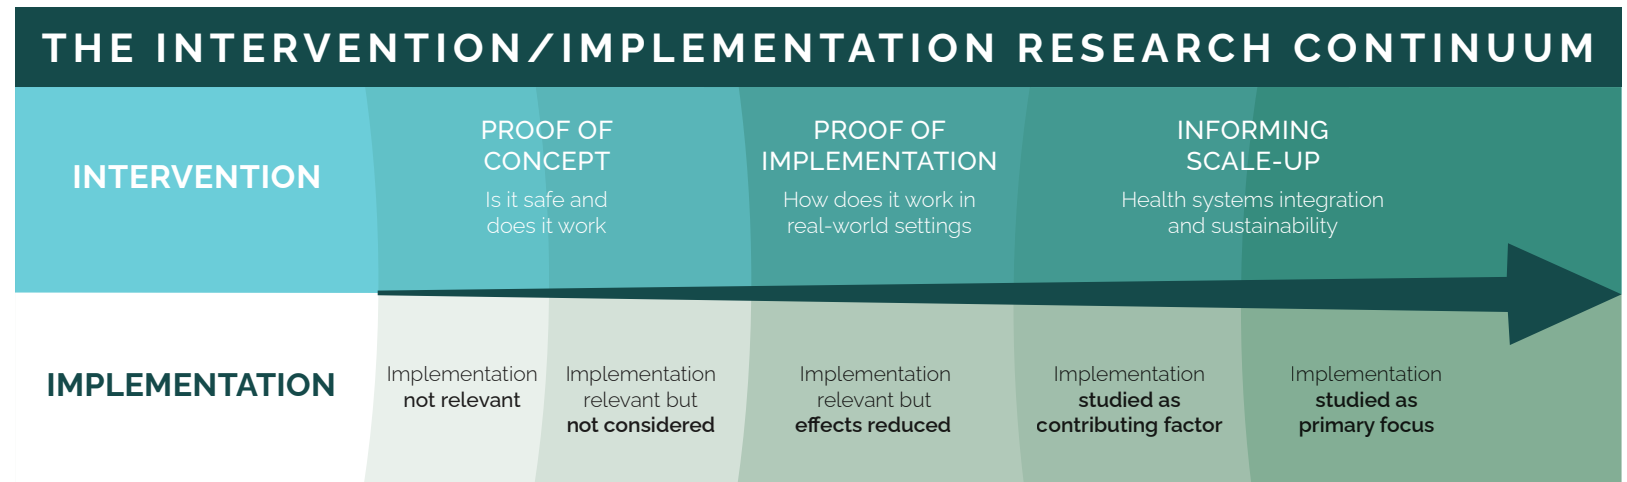 THE INTERVENTION/IMPLEMENTATION RESEARCH CONTINUUM
INTERVENTION
PROOF OF
CONCEPT
Is it safe and
does it work
PROOF OF
IMPLEMENTATION
How does it work in
real-world settings
INFORMING
SCALE-UP
Health systems integration
and sustainability
IMPLEMENTATION
Implementation
not relevant
Implementation
relevant but
not considered
Implementation
relevant but
effects reduced
Implementation
studied as
contributing factor
Implementation
studied as
primary focus